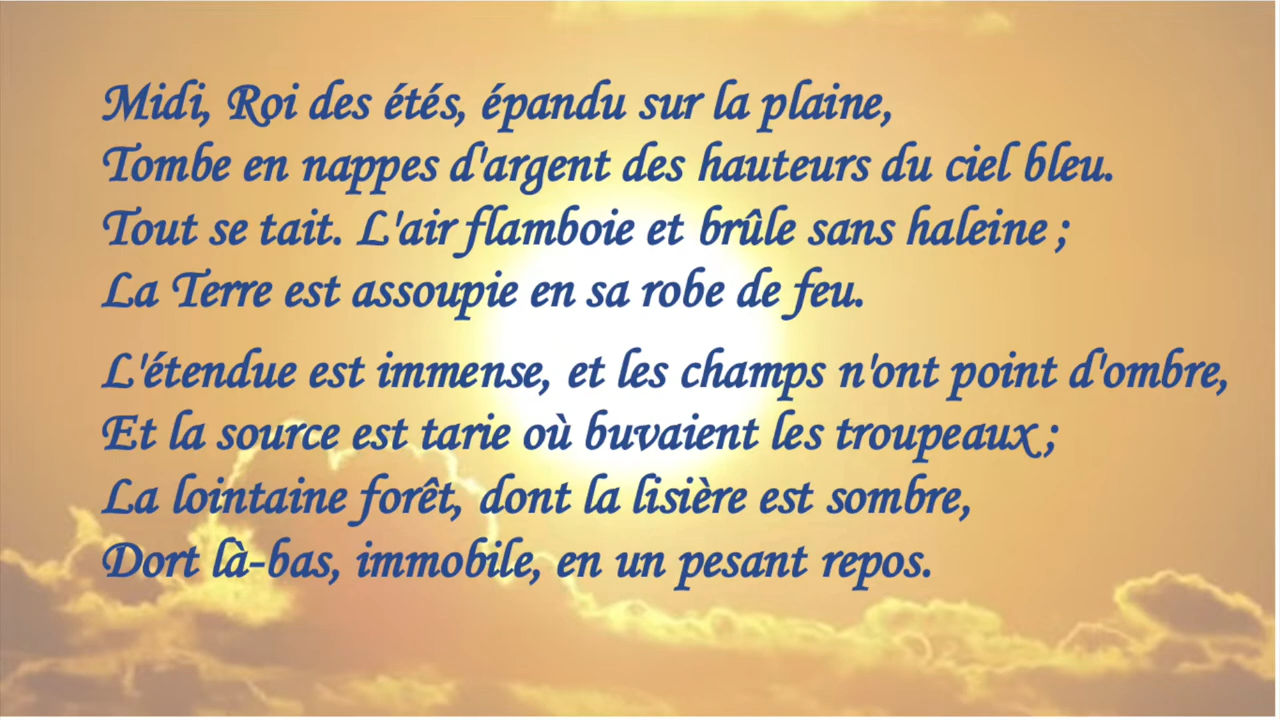 Midi, Roi des étés, épandu sur la plaine,
Tombe en nappes d'argent des hauteurs du ciel bleu.
Tout se tait. L'air flamboie et brûle sans haleine ;
La Terre est assoupie en sa robe de feu.
L'étendue est immense, et les champs n'ont point d'ombre,
Et la source est tarie où buvaient les troupeaux ;
La lointaine forêt, dont la lisière est sombre,
Dort là-bas, immobile, en un pesant repos.